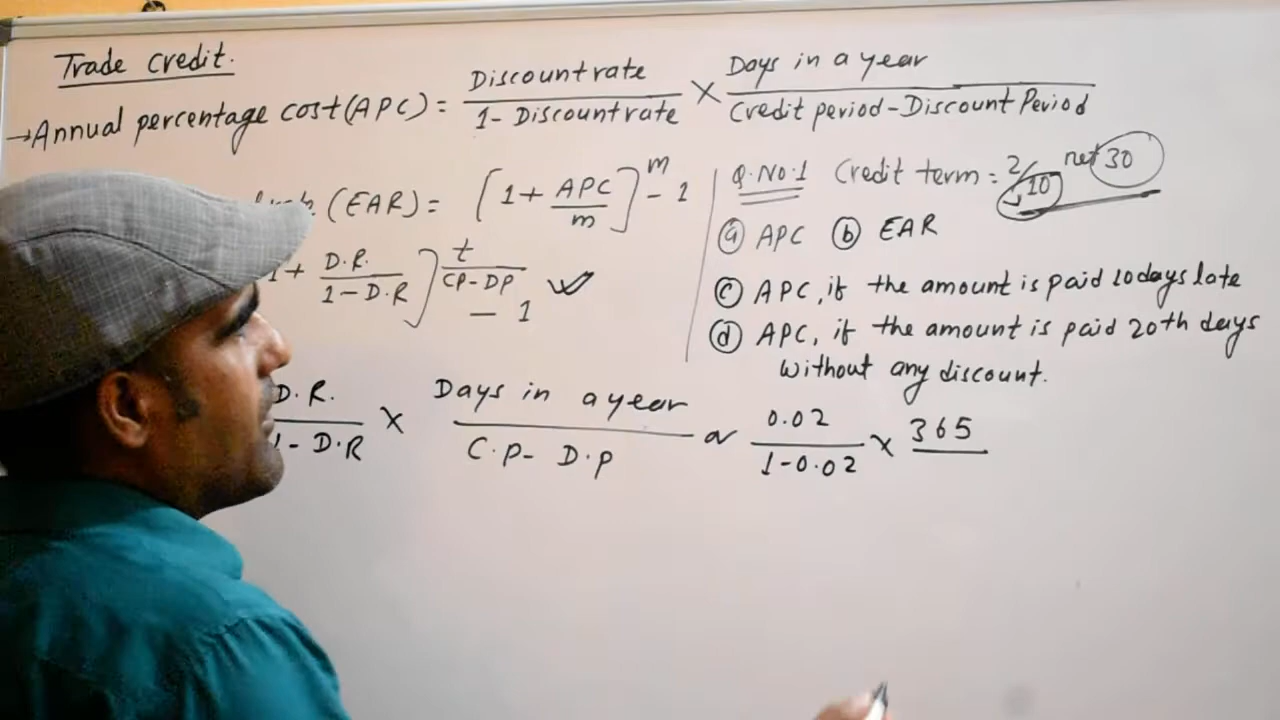 Trade credit.
→Annual percentage cost(APC) = Discount rate / 1 - Discount rate × Days in a year / Credit period - Discount Period
(EAR) = [1 + APC/m]^m - 1
1 + D.R. / 1 - D.R ] t / CP - DP - 1 ✓
Q.No.1 Credit term = 2/10 net 30
(a) APC (b) EAR
(c) APC, if the amount is paid 10 days late
(d) APC, if the amount is paid 20th days
without any discount.
D.R. / 1 - D.R × Days in a year / C.P - D.P or 0.02 / 1 - 0.02 × 365